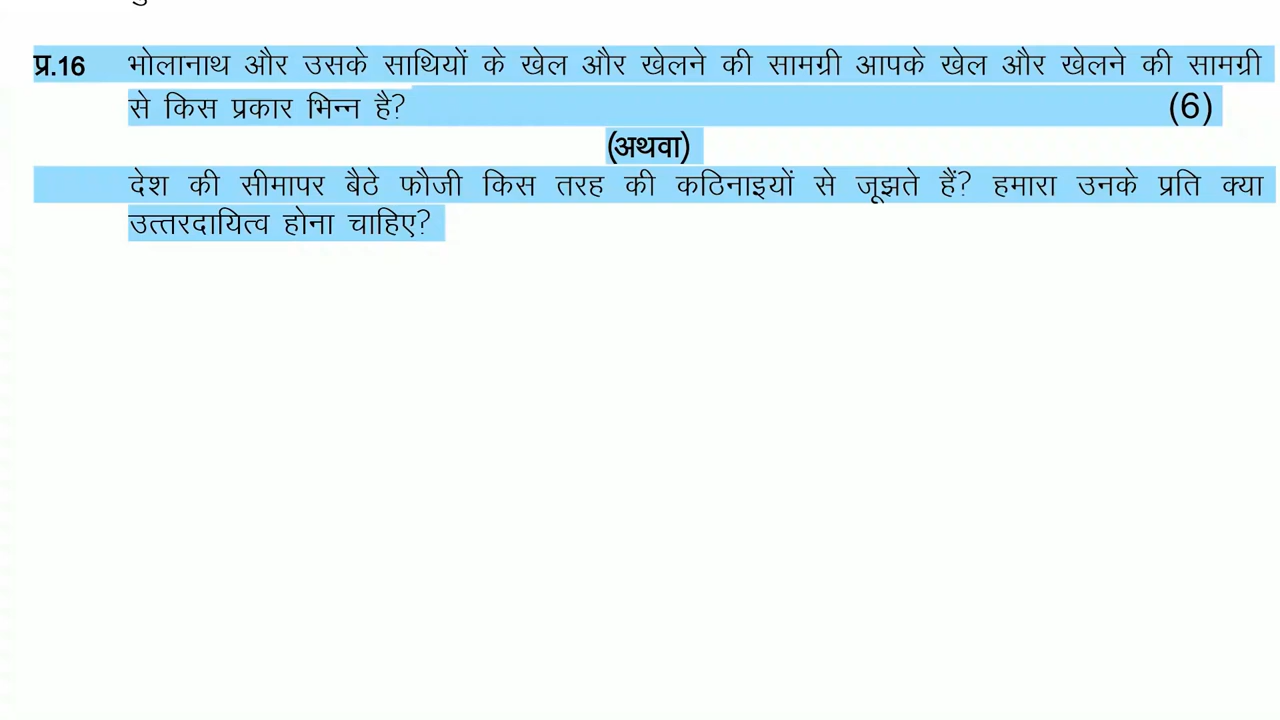 प्र.16 भोलानाथ और उसके साथियों के खेल और खेलने की सामग्री आपके खेल और खेलने की सामग्री
से किस प्रकार भिन्न है? (6)
(अथवा)
देश की सीमापर बैठे फौजी किस तरह की कठिनाइयों से जूझते हैं? हमारा उनके प्रति क्या
उत्तरदायित्व होना चाहिए?